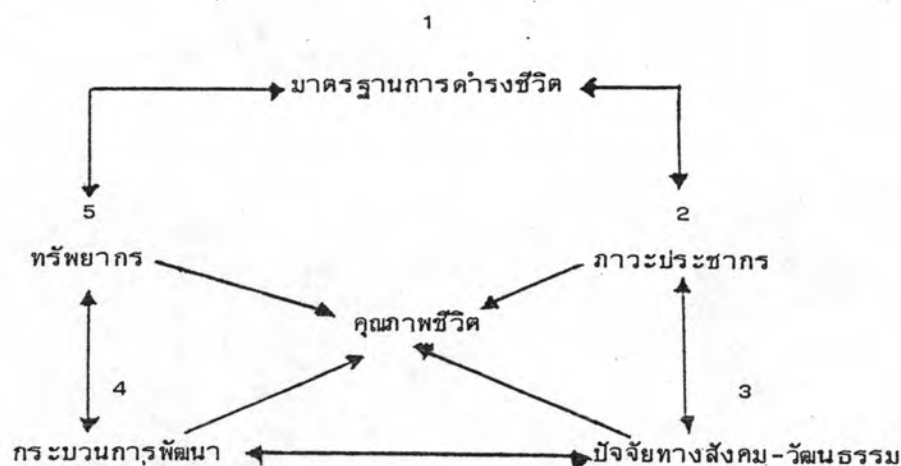 1
มาตรฐานการดำรงชีวิต
5 2
ทรัพยากร ภาวะประชากร
คุณภาพชีวิต
4 3
กระบวนการพัฒนา ปัจจัยทางสังคม-วัฒนธรรม